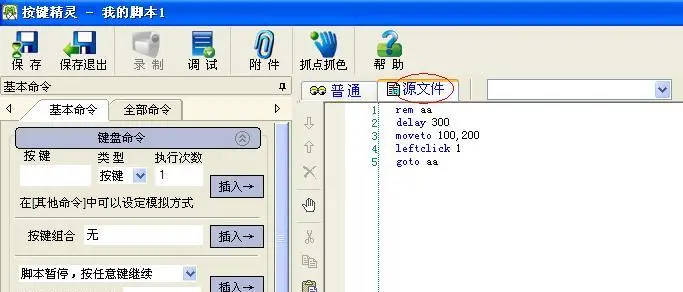 按键精灵 - 我的脚本1
保存 保存退出 录制 调试 附件 抓点抓色 帮助
基本命令
基本命令 全部命令
普通 源文件
键盘命令
按键 类型 执行次数
按键 1 插入→
在[其他命令]中可以设定模拟方式
按键组合 无 插入→
脚本暂停，按任意键继续 插入→
1 rem aa
2 delay 300
3 moveto 100,200
4 leftclick 1
5 goto aa